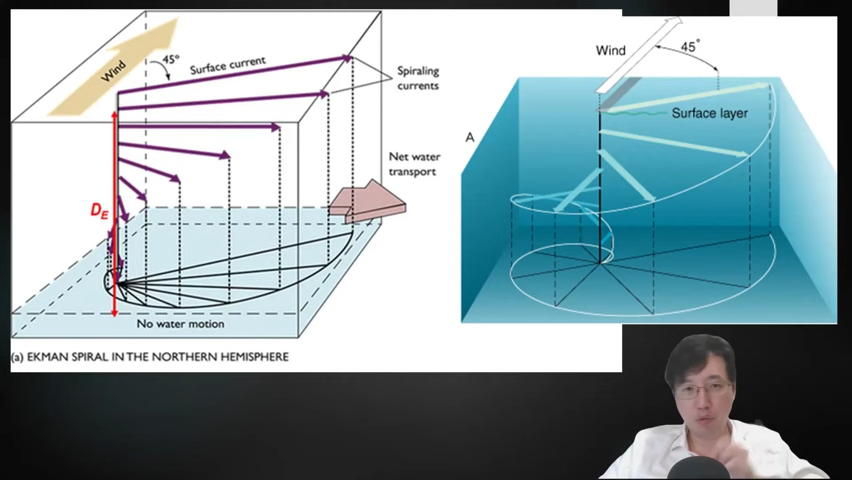 Wind
45°
Surface current
Spiraling
currents
Net water
transport
D_E
No water motion
(a) EKMAN SPIRAL IN THE NORTHERN HEMISPHERE
Wind
45°
Surface layer
A